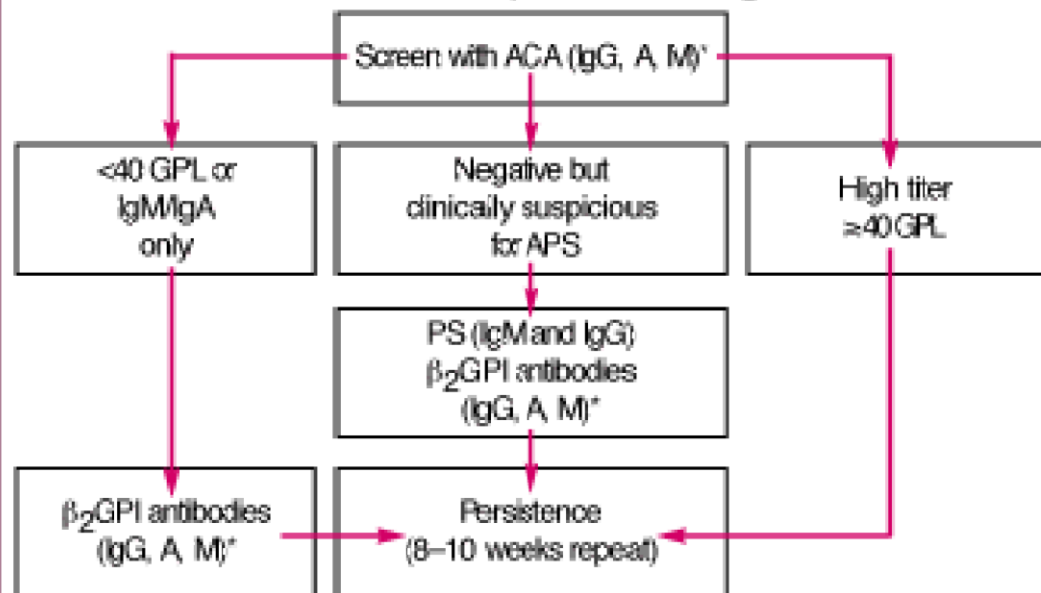 Screen with ACA (IgG, A, M)*
<40 GPL or
IgM/IgA
only
Negative but
clinically suspicious
for APS
High titer
≥40 GPL
PS (IgM and IgG)
β₂GPI antibodies
(IgG, A, M)*
β₂GPI antibodies
(IgG, A, M)*
Persistence
(8–10 weeks repeat)